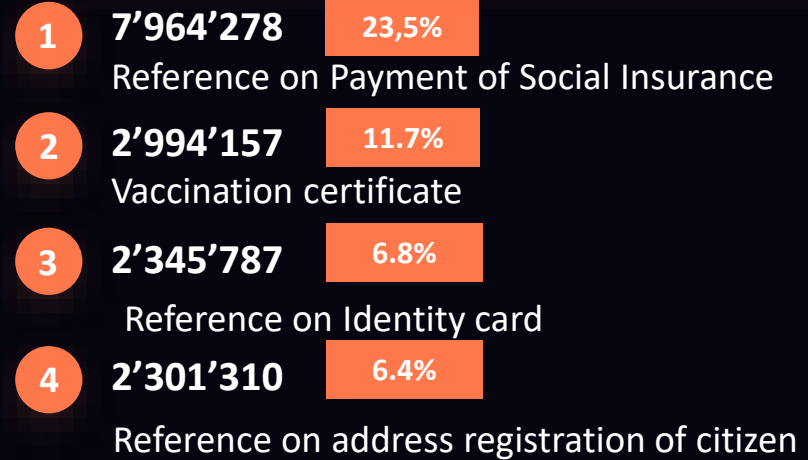 1 7’964’278 23,5%
Reference on Payment of Social Insurance
2 2’994’157 11.7%
Vaccination certificate
3 2’345’787 6.8%
Reference on Identity card
4 2’301’310 6.4%
Reference on address registration of citizen